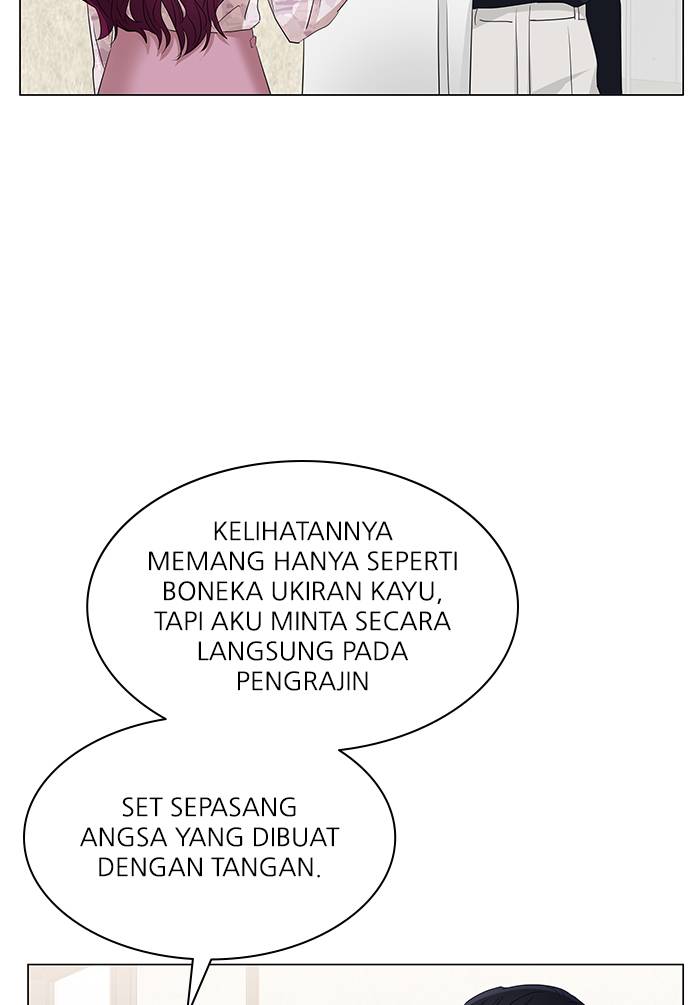 KELIHATANNYA
MEMANG HANYA SEPERTI
BONEKA UKIRAN KAYU,
TAPI AKU MINTA SECARA
LANGSUNG PADA
PENGRAJIN
SET SEPASANG
ANGSA YANG DIBUAT
DENGAN TANGAN.